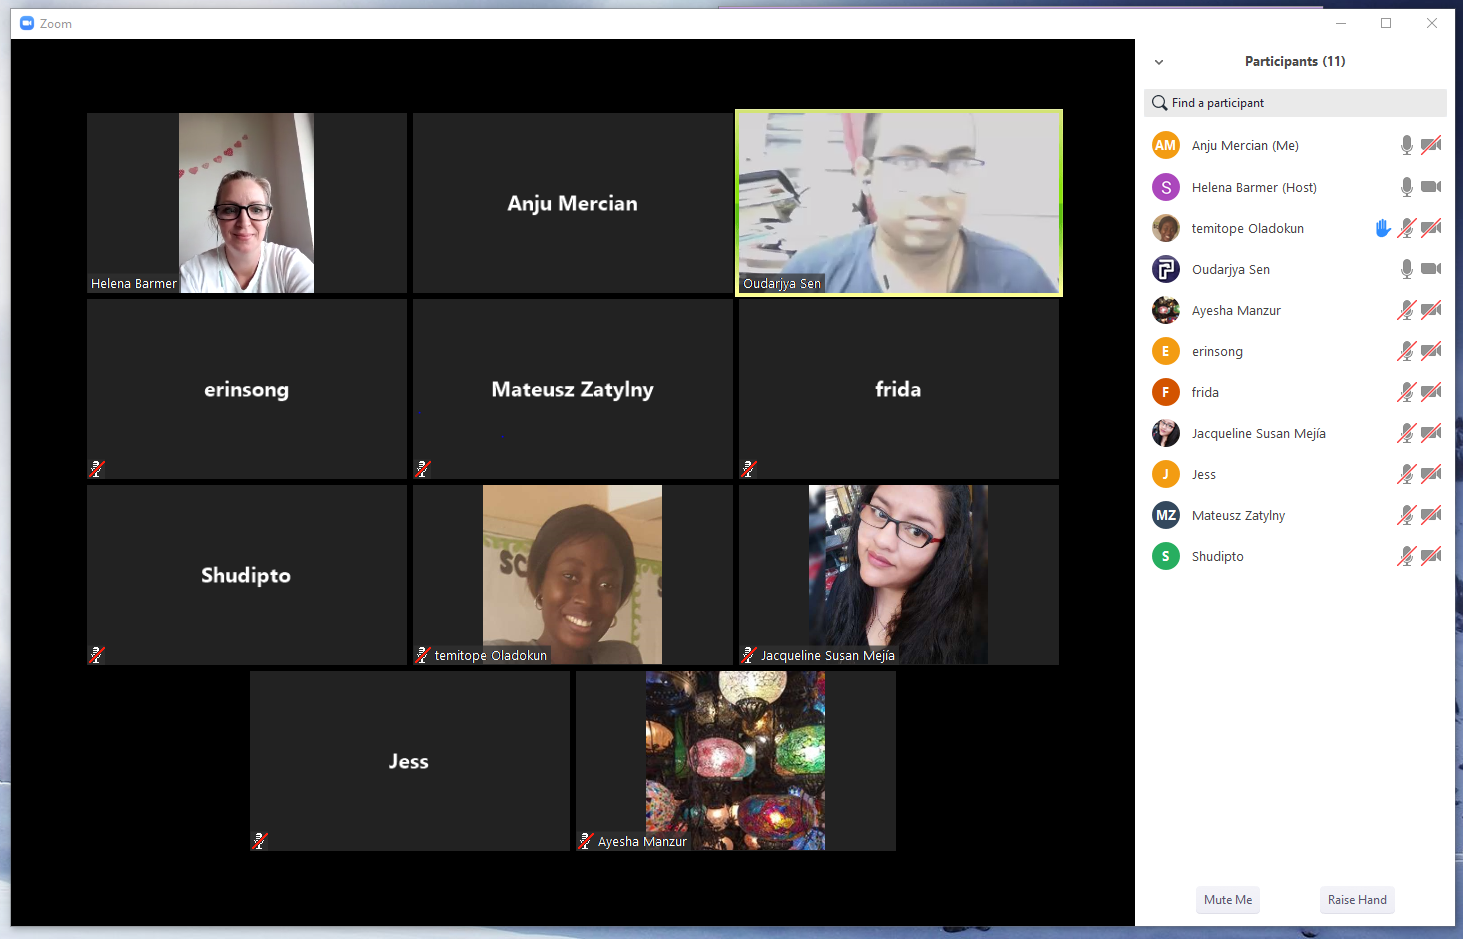 Zoom
Helena Barmer
Anju Mercian
Oudarjya Sen
erinsong
Mateusz Zatylny
frida
Shudipto
SC
temitope Oladokun
Jacqueline Susan Mejía
Jess
Ayesha Manzur
Participants (11)
Find a participant
AM Anju Mercian (Me)
S Helena Barmer (Host)
temitope Oladokun
Oudarjya Sen
Ayesha Manzur
E erinsong
F frida
Jacqueline Susan Mejía
J Jess
MZ Mateusz Zatylny
S Shudipto
Mute Me
Raise Hand